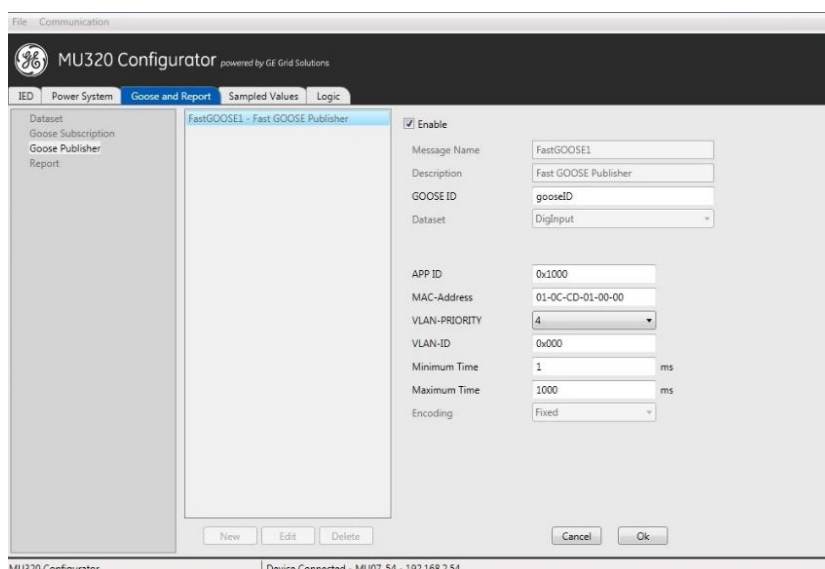 File Communication
MU320 Configurator powered by GE Grid Solutions
IED Power System Goose and Report Sampled Values Logic
Dataset
Goose Subscription
Goose Publisher
Report
FastGOOSE1 - Fast GOOSE Publisher
Enable
Message Name FastGOOSE1
Description Fast GOOSE Publisher
GOOSE ID gooseID
Dataset DigInput
APP ID 0x1000
MAC-Address 01-0C-CD-01-00-00
VLAN-PRIORITY 4
VLAN-ID 0x000
Minimum Time 1 ms
Maximum Time 1000 ms
Encoding Fixed
New Edit Delete
Cancel Ok
MU320 Configurator Device Connected - MU07_54 - 192.168.2.54